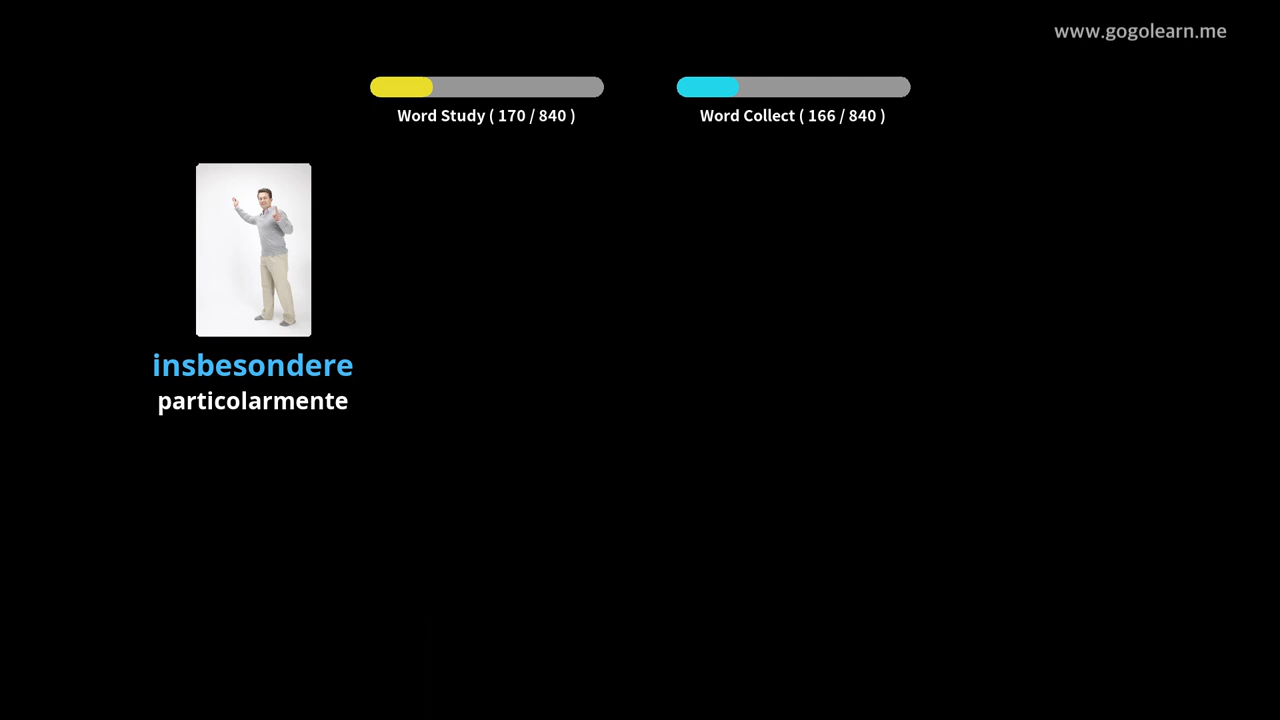 www.gogolearn.me
Word Study ( 170 / 840 )
Word Collect ( 166 / 840 )
insbesondere
particolarmente